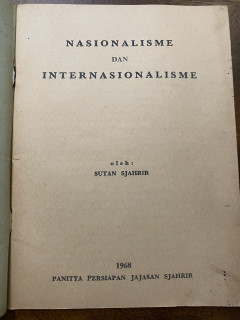 NASIONALISME
DAN
INTERNASIONALISME
oleh:
SUTAN SJAHRIR
1968
PANITYA PERSIAPAN JAJASAN SJAHRIR